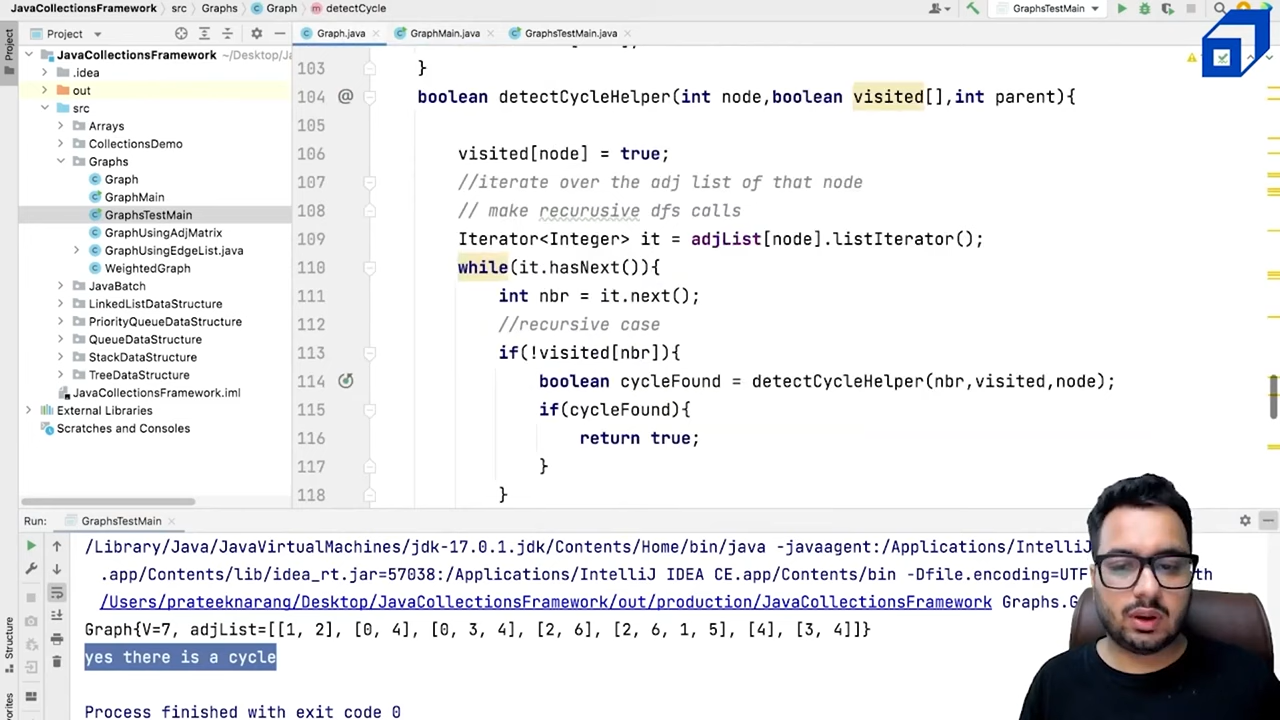 JavaCollectionsFramework src Graphs Graph detectCycle
GraphsTestMain
Project
Graph.java
GraphMain.java
GraphsTestMain.java
Project
JavaCollectionsFramework ~/Desktop/Ja
.idea
out
src
Arrays
CollectionsDemo
Graphs
Graph
GraphMain
GraphsTestMain
GraphUsingAdjMatrix
GraphUsingEdgeList.java
WeightedGraph
JavaBatch
LinkedListDataStructure
PriorityQueueDataStructure
QueueDataStructure
StackDataStructure
TreeDataStructure
JavaCollectionsFramework.iml
External Libraries
Scratches and Consoles
103 }
104 @ boolean detectCycleHelper(int node,boolean visited[],int parent){
105
106 visited[node] = true;
107 //iterate over the adj list of that node
108 // make recurusive dfs calls
109 Iterator<Integer> it = adjList[node].listIterator();
110 while(it.hasNext()){
111 int nbr = it.next();
112 //recursive case
113 if(!visited[nbr]){
114 boolean cycleFound = detectCycleHelper(nbr,visited,node);
115 if(cycleFound){
116 return true;
117 }
118 }
Run: GraphsTestMain
/Library/Java/JavaVirtualMachines/jdk-17.0.1.jdk/Contents/Home/bin/java -javaagent:/Applications/IntelliJ
.app/Contents/lib/idea_rt.jar=57038:/Applications/IntelliJ IDEA CE.app/Contents/bin -Dfile.encoding=UTF
/Users/prateeknarang/Desktop/JavaCollectionsFramework/out/production/JavaCollectionsFramework Graphs.G
Graph{V=7, adjList=[[1, 2], [0, 4], [0, 3, 4], [2, 6], [2, 6, 1, 5], [4], [3, 4]]}
yes there is a cycle
Process finished with exit code 0
Structure